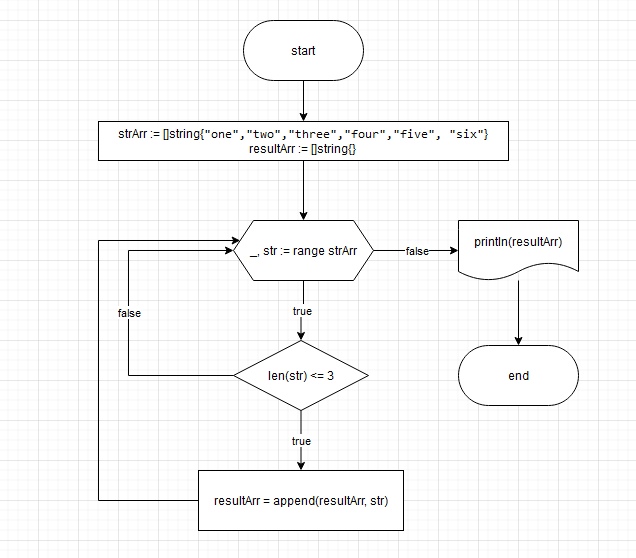 start
strArr := []string{"one","two","three","four","five", "six"}
resultArr := []string{}
_, str := range strArr
false
println(resultArr)
true
false
len(str) <= 3
end
true
resultArr = append(resultArr, str)